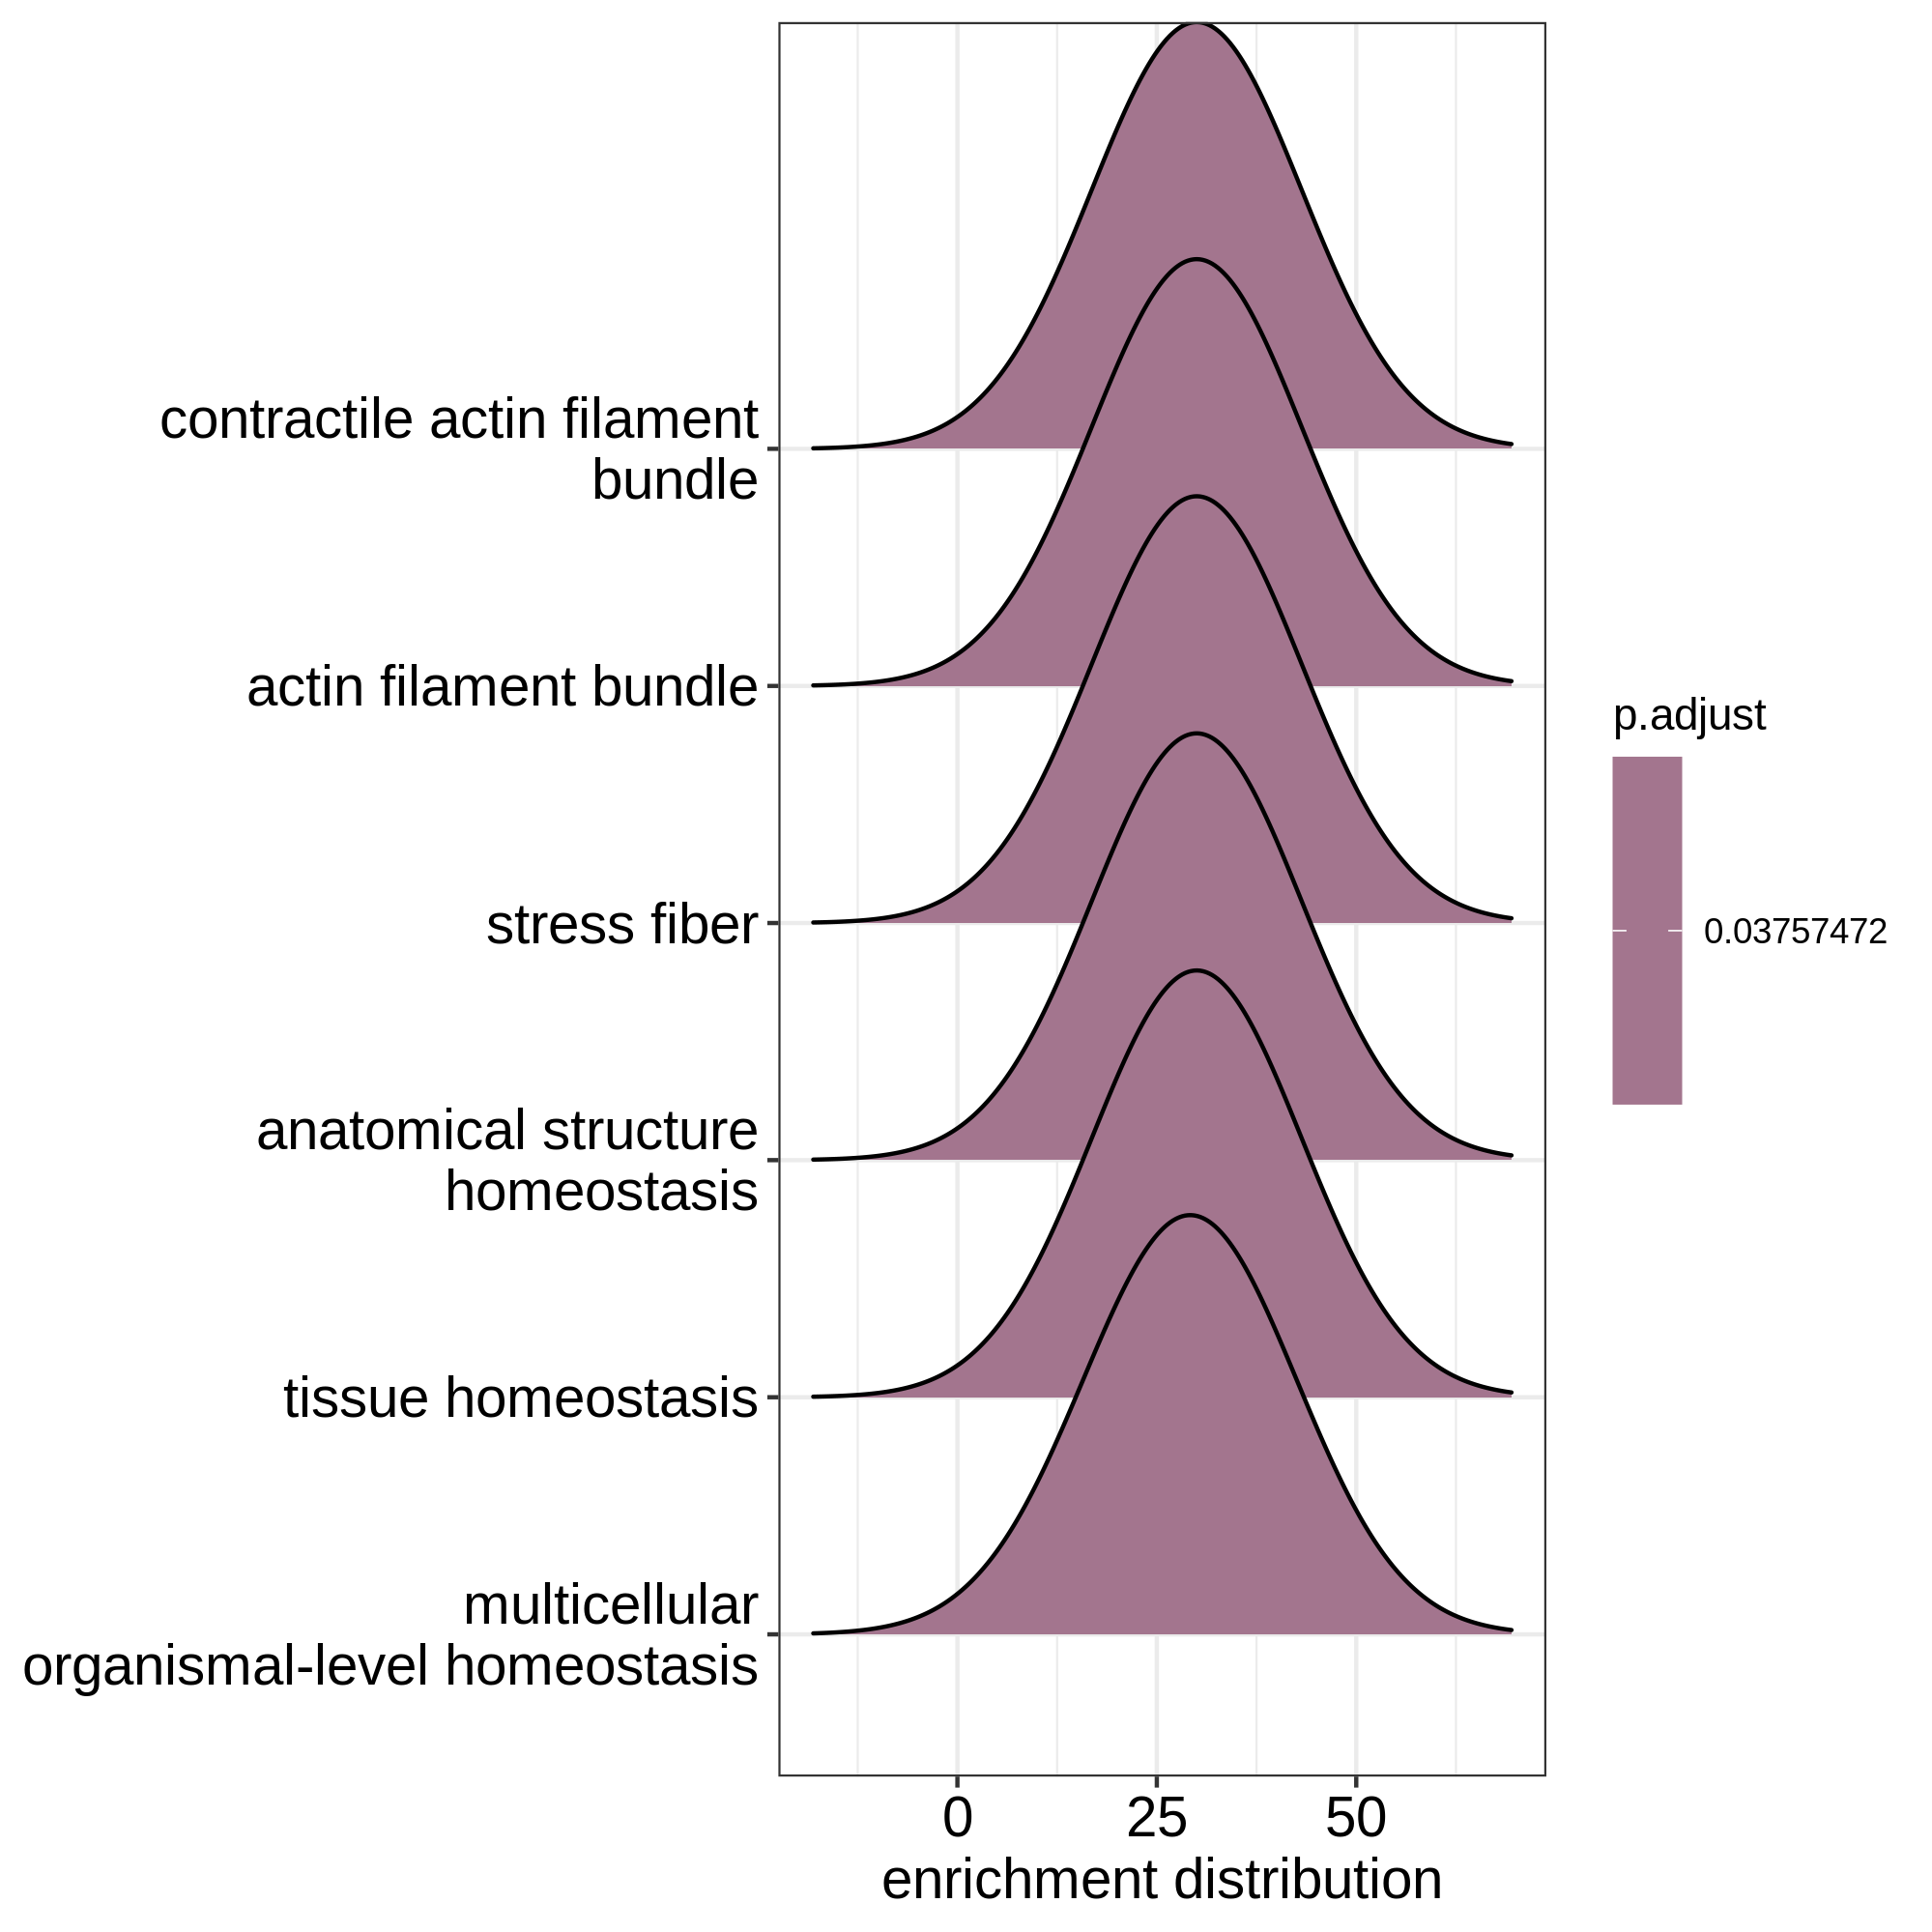 contractile actin filament
bundle
actin filament bundle
stress fiber
anatomical structure
homeostasis
tissue homeostasis
multicellular
organismal-level homeostasis
0 25 50
enrichment distribution
p.adjust
0.03757472